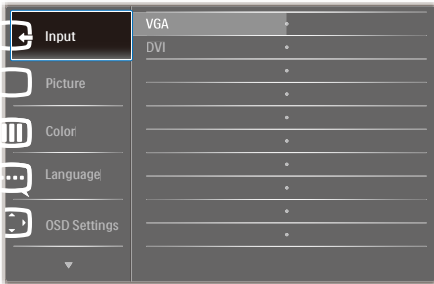 Input
VGA
DVI
Picture
Color
Language
OSD Settings